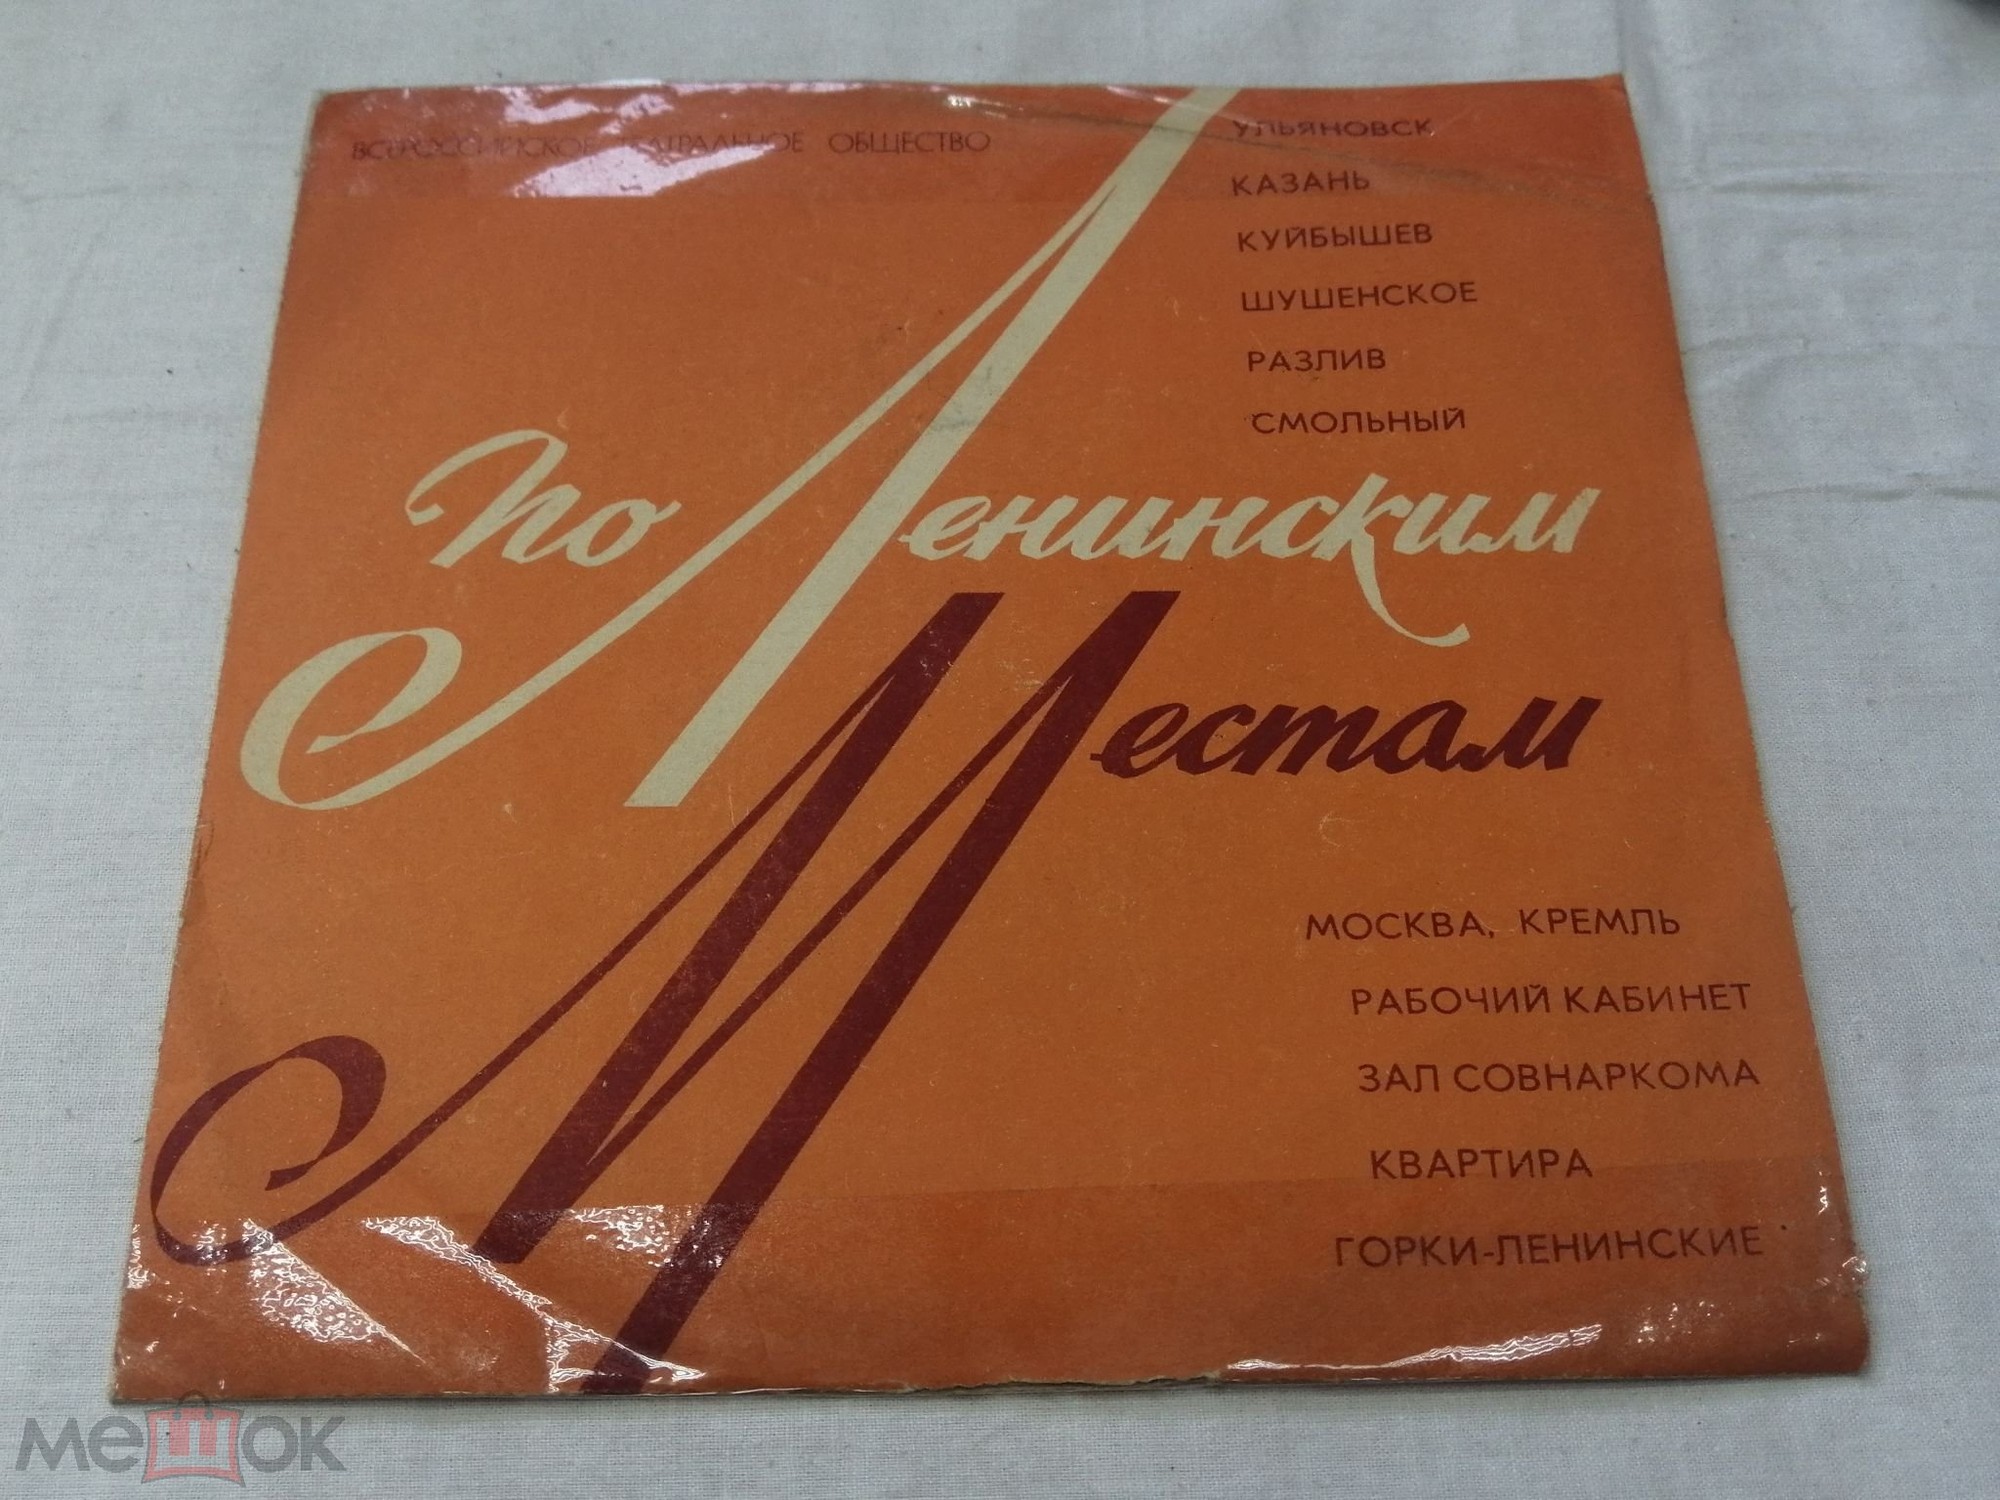 ВСЕРОССИЙСКОЕ ТЕАТРАЛЬНОЕ ОБЩЕСТВО
УЛЬЯНОВСК
КАЗАНЬ
КУЙБЫШЕВ
ШУШЕНСКОЕ
РАЗЛИВ
СМОЛЬНЫЙ
по Ленинским
Местам
МОСКВА, КРЕМЛЬ
РАБОЧИЙ КАБИНЕТ
ЗАЛ СОВНАРКОМА
КВАРТИРА
ГОРКИ-ЛЕНИНСКИЕ
мешок